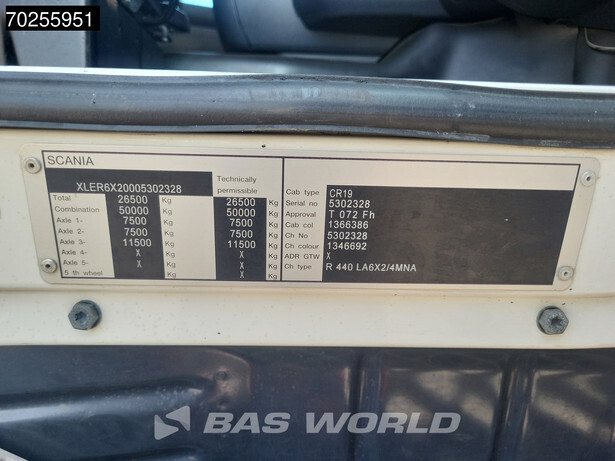 70255951
SCANIA
XLER6X20005302328 Technically permissible
Total 26500 Kg 26500 Kg
Combination 50000 Kg 50000 Kg
Axle 1- 7500 Kg 7500 Kg
Axle 2- 7500 Kg 7500 Kg
Axle 3- 11500 Kg 11500 Kg
Axle 4- X Kg X Kg
Axle 5- X Kg X Kg
5 th wheel X Kg X Kg
Cab type CR19
Serial no 5302328
Approval T 072 Fh
Cab col 1366386
Ch No 5302328
Ch colour 1346692
ADR GTW X
Ch type R 440 LA6X2/4MNA
BAS WORLD